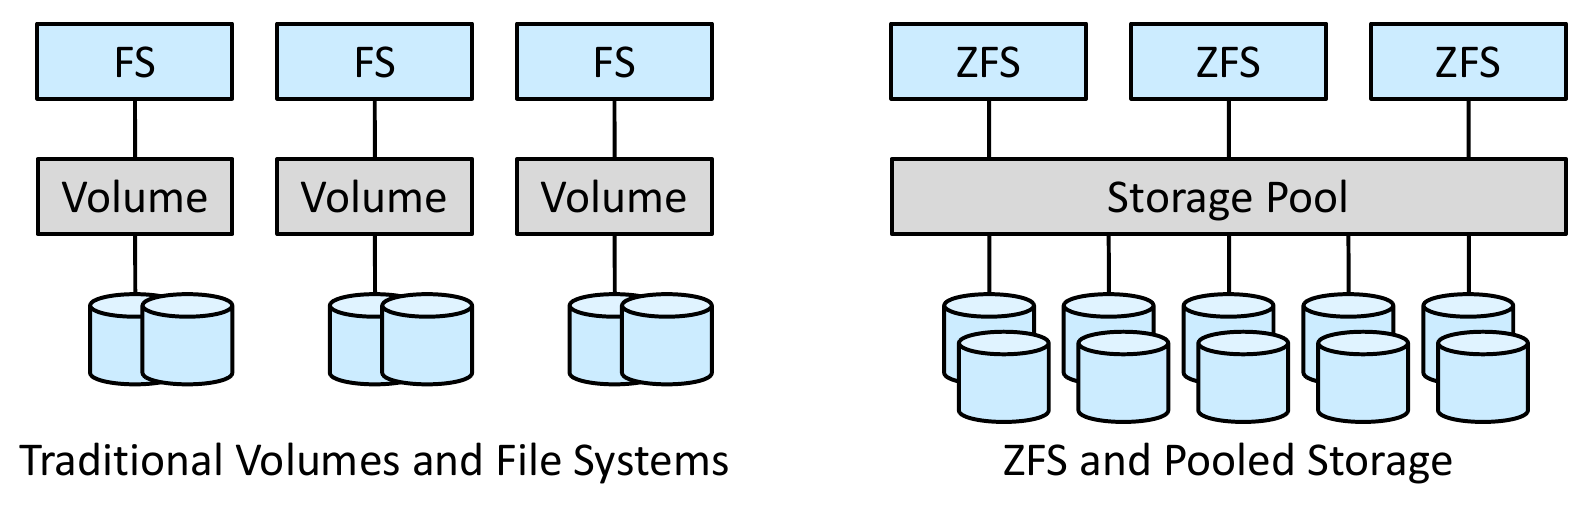 FS FS FS
Volume Volume Volume
Traditional Volumes and File Systems
ZFS ZFS ZFS
Storage Pool
ZFS and Pooled Storage